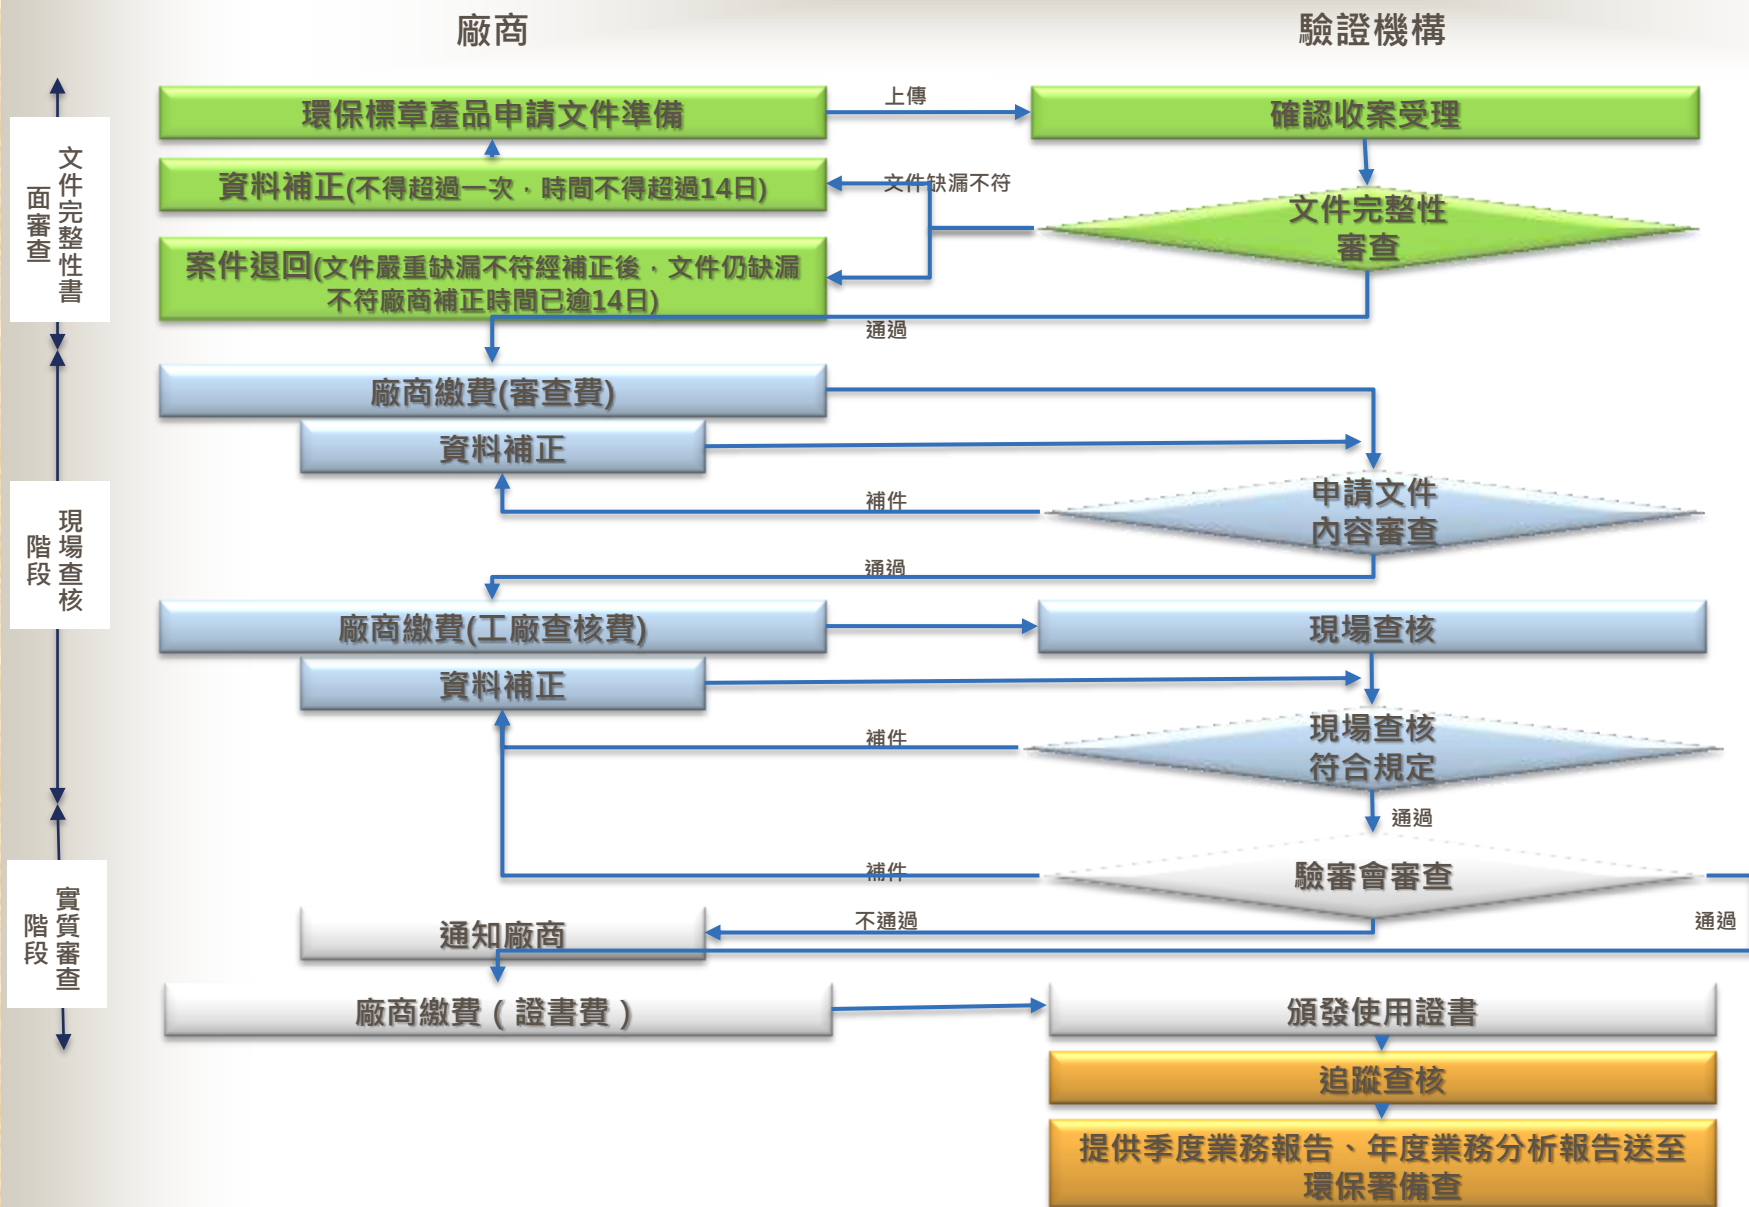 廠商
驗證機構
文件完整性書
面審查
環保標章產品申請文件準備
上傳
確認收案受理
資料補正(不得超過一次，時間不得超過14日)
文件缺漏不符
文件完整性
審查
案件退回(文件嚴重缺漏不符經補正後，文件仍缺漏
不符廠商補正時間已逾14日)
通過
現場查核
階段
廠商繳費(審查費)
資料補正
補件
申請文件
內容審查
通過
廠商繳費(工廠查核費)
現場查核
資料補正
補件
現場查核
符合規定
通過
實質審查
階段
補件
驗審會審查
通知廠商
不通過
通過
廠商繳費（證書費）
頒發使用證書
追蹤查核
提供季度業務報告、年度業務分析報告送至
環保署備查